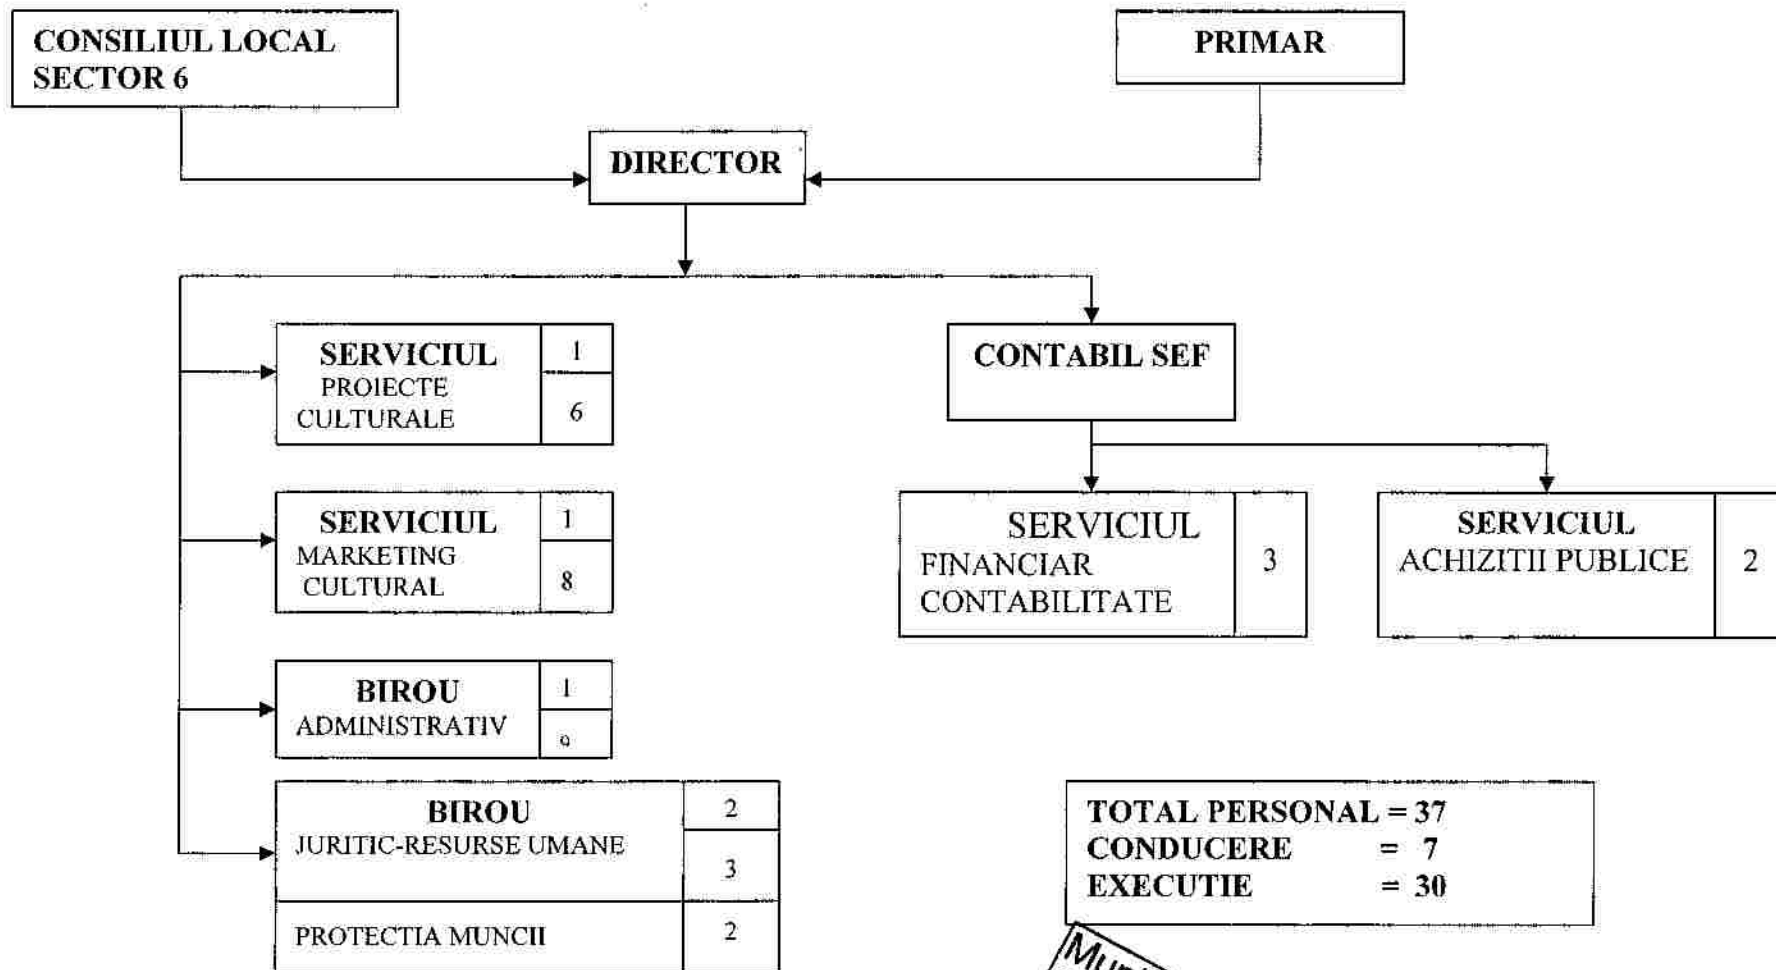 CONSILIUL LOCAL
SECTOR 6
PRIMAR
DIRECTOR
SERVICIUL
PROIECTE
CULTURALE
1
6
CONTABIL SEF
SERVICIUL
MARKETING
CULTURAL
1
8
SERVICIUL
FINANCIAR
CONTABILITATE
3
SERVICIUL
ACHIZITII PUBLICE
2
BIROU
ADMINISTRATIV
1
BIROU
JURITIC-RESURSE UMANE
2
3
PROTECTIA MUNCII
2
TOTAL PERSONAL = 37
CONDUCERE = 7
EXECUTIE = 30